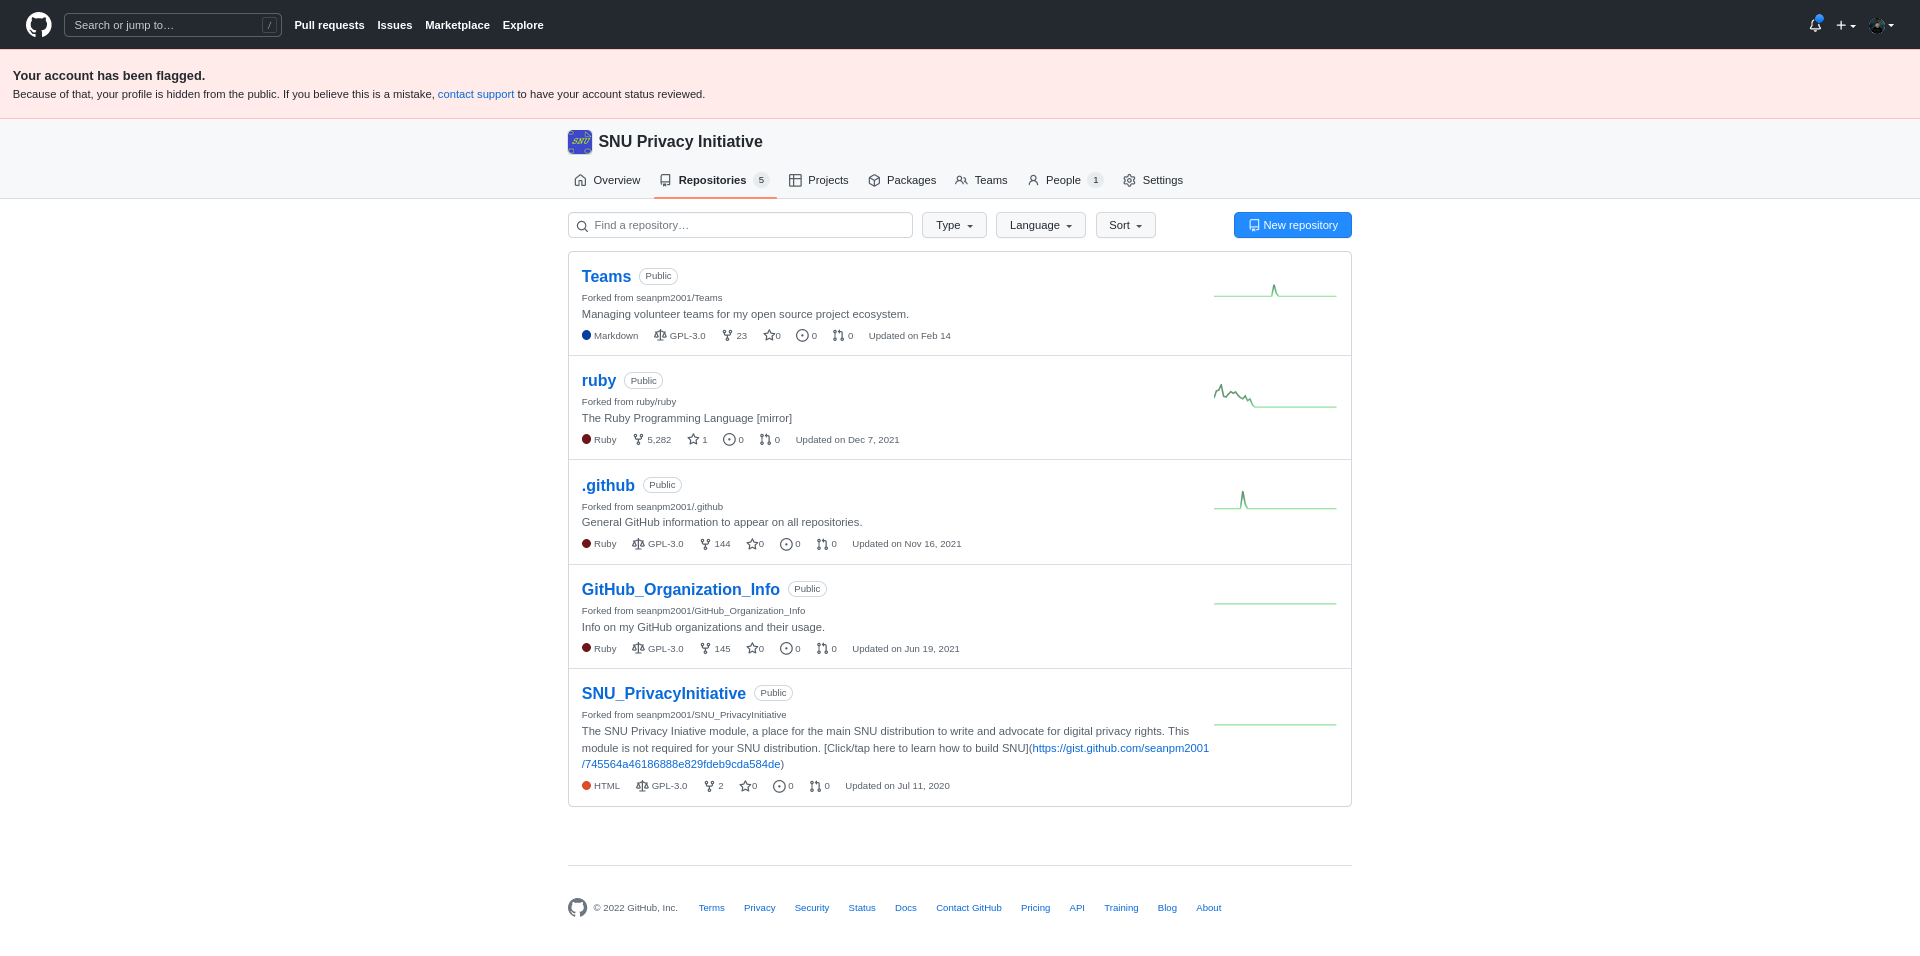 Search or jump to…
/
Pull requests Issues Marketplace Explore
Your account has been flagged.
Because of that, your profile is hidden from the public. If you believe this is a mistake, contact support to have your account status reviewed.
SNU SNU Privacy Initiative
Overview Repositories 5 Projects Packages Teams People 1 Settings
Find a repository… Type Language Sort New repository
Teams Public
Forked from seanpm2001/Teams
Managing volunteer teams for my open source project ecosystem.
Markdown GPL-3.0 23 0 0 0 Updated on Feb 14
ruby Public
Forked from ruby/ruby
The Ruby Programming Language [mirror]
Ruby 5,282 1 0 0 Updated on Dec 7, 2021
.github Public
Forked from seanpm2001/.github
General GitHub information to appear on all repositories.
Ruby GPL-3.0 144 0 0 0 Updated on Nov 16, 2021
GitHub_Organization_Info Public
Forked from seanpm2001/GitHub_Organization_Info
Info on my GitHub organizations and their usage.
Ruby GPL-3.0 145 0 0 0 Updated on Jun 19, 2021
SNU_PrivacyInitiative Public
Forked from seanpm2001/SNU_PrivacyInitiative
The SNU Privacy Iniative module, a place for the main SNU distribution to write and advocate for digital privacy rights. This
module is not required for your SNU distribution. [Click/tap here to learn how to build SNU](https://gist.github.com/seanpm2001
/745564a46186888e829fdeb9cda584de)
HTML GPL-3.0 2 0 0 0 Updated on Jul 11, 2020
© 2022 GitHub, Inc. Terms Privacy Security Status Docs Contact GitHub Pricing API Training Blog About